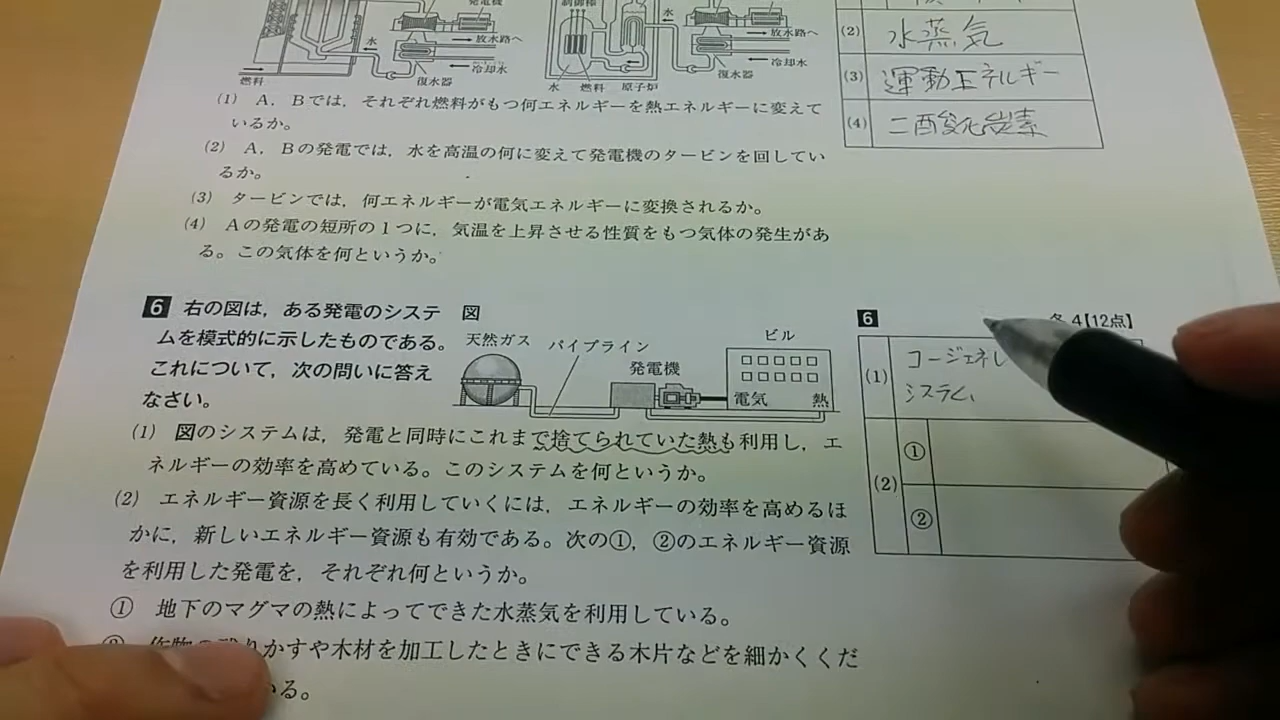 発電機
制御棒
水
放水路へ
冷却水
復水器
燃料
水
放水路へ
冷却水
復水器
水 燃料 原子炉
(1) A，Bでは，それぞれ燃料がもつ何エネルギーを熱エネルギーに変えて
いるか。
(2) A，Bの発電では，水を高温の何に変えて発電機のタービンを回してい
るか。
(3) タービンでは，何エネルギーが電気エネルギーに変換されるか。
(4) Aの発電の短所の1つに，気温を上昇させる性質をもつ気体の発生があ
る。この気体を何というか。
(2) 水蒸気
(3) 運動エネルギー
(4) 二酸化炭素
6 右の図は，ある発電のシステ
ムを模式的に示したものである。
これについて，次の問いに答え
なさい。
図
天然ガス
パイプライン
発電機
ビル
電気 熱
(1) 図のシステムは，発電と同時にこれまで捨てられていた熱も利用し，エ
ネルギーの効率を高めている。このシステムを何というか。
(2) エネルギー資源を長く利用していくには，エネルギーの効率を高めるほ
かに，新しいエネルギー資源も有効である。次の①，②のエネルギー資源
を利用した発電を，それぞれ何というか。
① 地下のマグマの熱によってできた水蒸気を利用している。
かすや木材を加工したときにできる木片などを細かくくだ
いる。
6
各4【12点】
(1) コージェネレ
システム
(2)
①
②